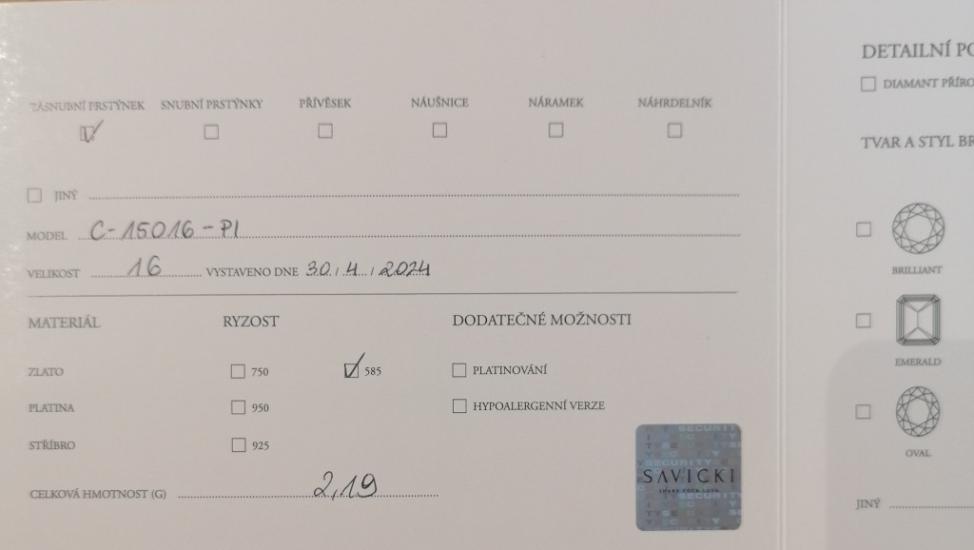 ZÁSNUBNÍ PRSTÝNEK SNUBNÍ PRSTÝNKY PŘÍVĚSEK NÁUŠNICE NÁRAMEK NÁHRDELNÍK
JINÝ
MODEL C-15016-P1
VELIKOST 16 VYSTAVENO DNE 30.4.2024
MATERIÁL RYZOST DODATEČNÉ MOŽNOSTI
ZLATO 750 585 PLATINOVÁNÍ
PLATINA 950 HYPOALERGENNÍ VERZE
STŘÍBRO 925
CELKOVÁ HMOTNOST (G) 2,19
SECURITY
SAVICKI
DETAILNÍ PO
DIAMANT PŘÍRO
TVAR A STYL BR
BRILLIANT
EMERALD
OVAL
JINÝ